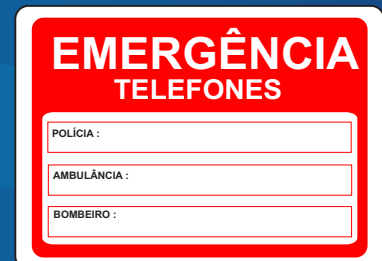 EMERGÊNCIA
TELEFONES
POLÍCIA :
AMBULÂNCIA :
BOMBEIRO :